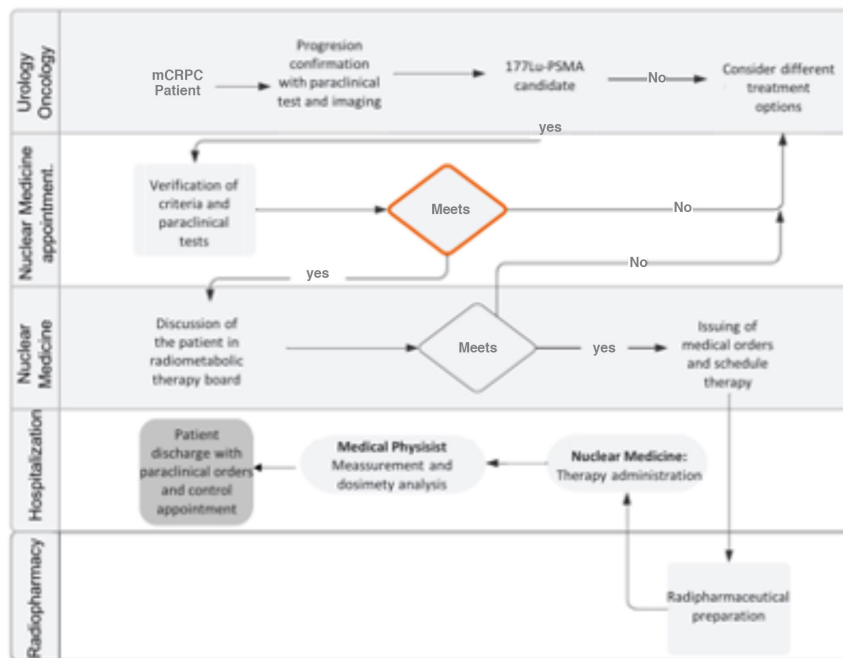 Urology
Oncology
mCRPC
Patient
Progresion
confirmation
with paraclinical
test and imaging
177Lu-PSMA
candidate
No
Consider different
treatment
options
yes
Nuclear Medicine
appointment.
Verification of
criteria and
paraclinical
tests
Meets
No
yes
No
Nuclear
Medicine
Discussion of
the patient in
radiometabolic
therapy board
Meets
yes
Issuing of
medical orders
and schedule
therapy
Hospitalization
Patient
discharge with
paraclinical orders
and control
appointment
Medical Physisist
Meassurement and
dosimety analysis
Nuclear Medicine:
Therapy administration
Radiopharmacy
Radipharmaceutical
preparation